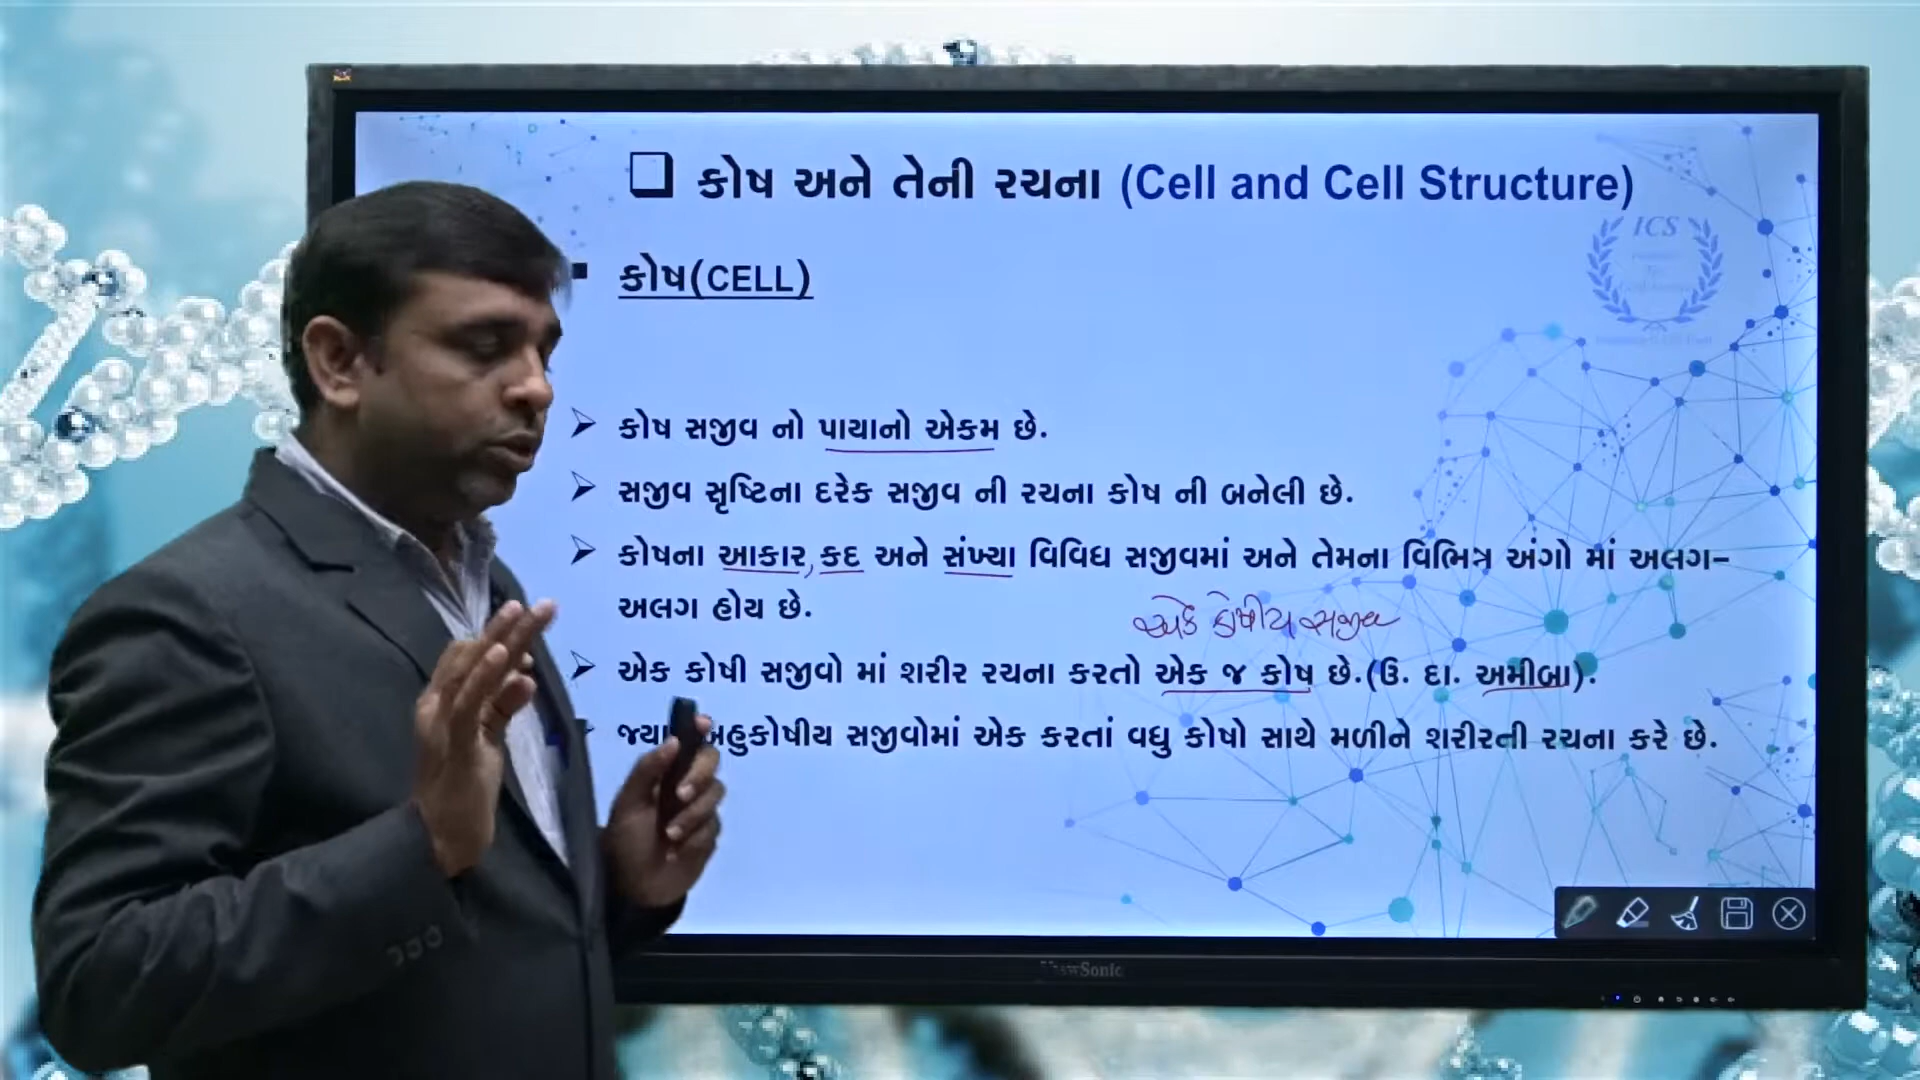 ❑ કોષ અને તેની રચના (Cell and Cell Structure)
ICS
▪ કોષ(CELL)
➢ કોષ સજીવ નો પાયાનો એકમ છે.
➢ સજીવ સૃષ્ટિના દરેક સજીવ ની રચના કોષ ની બનેલી છે.
➢ કોષના આકાર, કદ અને સંખ્યા વિવિધ સજીવમાં અને તેમના વિભિન્ન અંગો માં અલગ-
અલગ હોય છે.
એક કોષીય સજીવ
➢ એક કોષી સજીવો માં શરીર રચના કરતો એક જ કોષ છે.(ઉ. દા. અમીબા).
બહુકોષીય સજીવોમાં એક કરતાં વધુ કોષો સાથે મળીને શરીરની રચના કરે છે.
ViewSonic